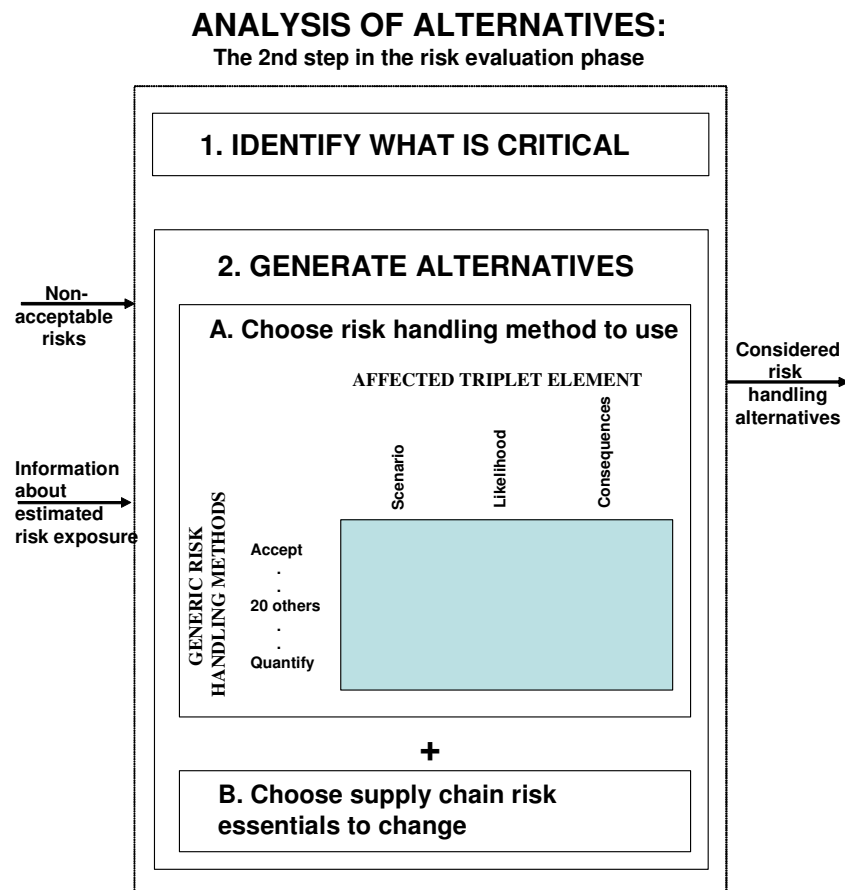 ANALYSIS OF ALTERNATIVES:
The 2nd step in the risk evaluation phase
1. IDENTIFY WHAT IS CRITICAL
2. GENERATE ALTERNATIVES
Non-
acceptable
risks
A. Choose risk handling method to use
AFFECTED TRIPLET ELEMENT
Scenario
Likelihood
Consequences
Information
about
estimated
risk exposure
GENERIC RISK
HANDLING METHODS
Accept
.
.
20 others
.
.
Quantify
+
B. Choose supply chain risk
essentials to change
Considered
risk
handling
alternatives